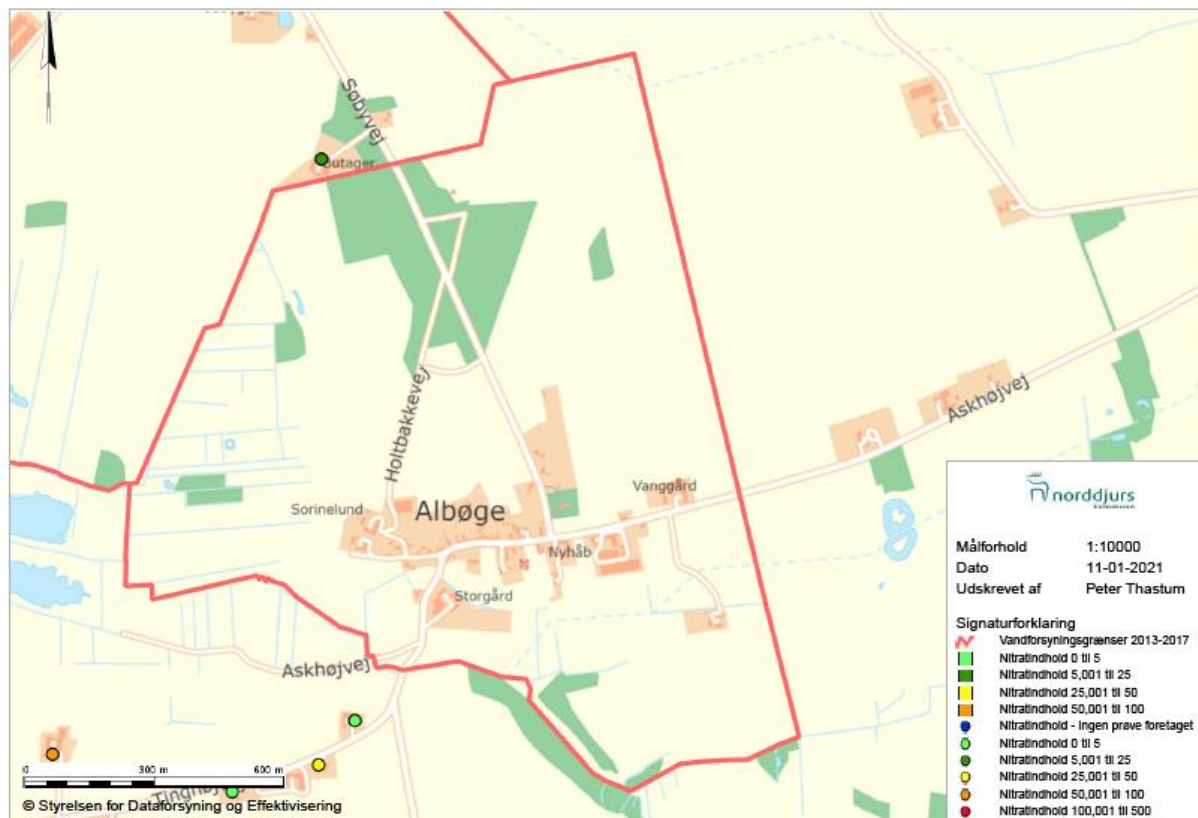 Søbyvej
Holtbakkevej
Sorinelund
Albøge
Vanggård
Nyhåb
Storgård
Askhøjvej
Askhøjvej
0 300 m 600 m
© Styrelsen for Dataforsyning og Effektivisering
norddjurs
kommune
Målforhold 1:10000
Dato 11-01-2021
Udskrevet af Peter Thastum
Signaturforklaring
Vandforsyningsgrænser 2013-2017
Nitratindhold 0 til 5
Nitratindhold 5,001 til 25
Nitratindhold 25,001 til 50
Nitratindhold 50,001 til 100
Nitratindhold - Ingen prøve foretaget
Nitratindhold 0 til 5
Nitratindhold 5,001 til 25
Nitratindhold 25,001 til 50
Nitratindhold 50,001 til 100
Nitratindhold 100,001 til 500